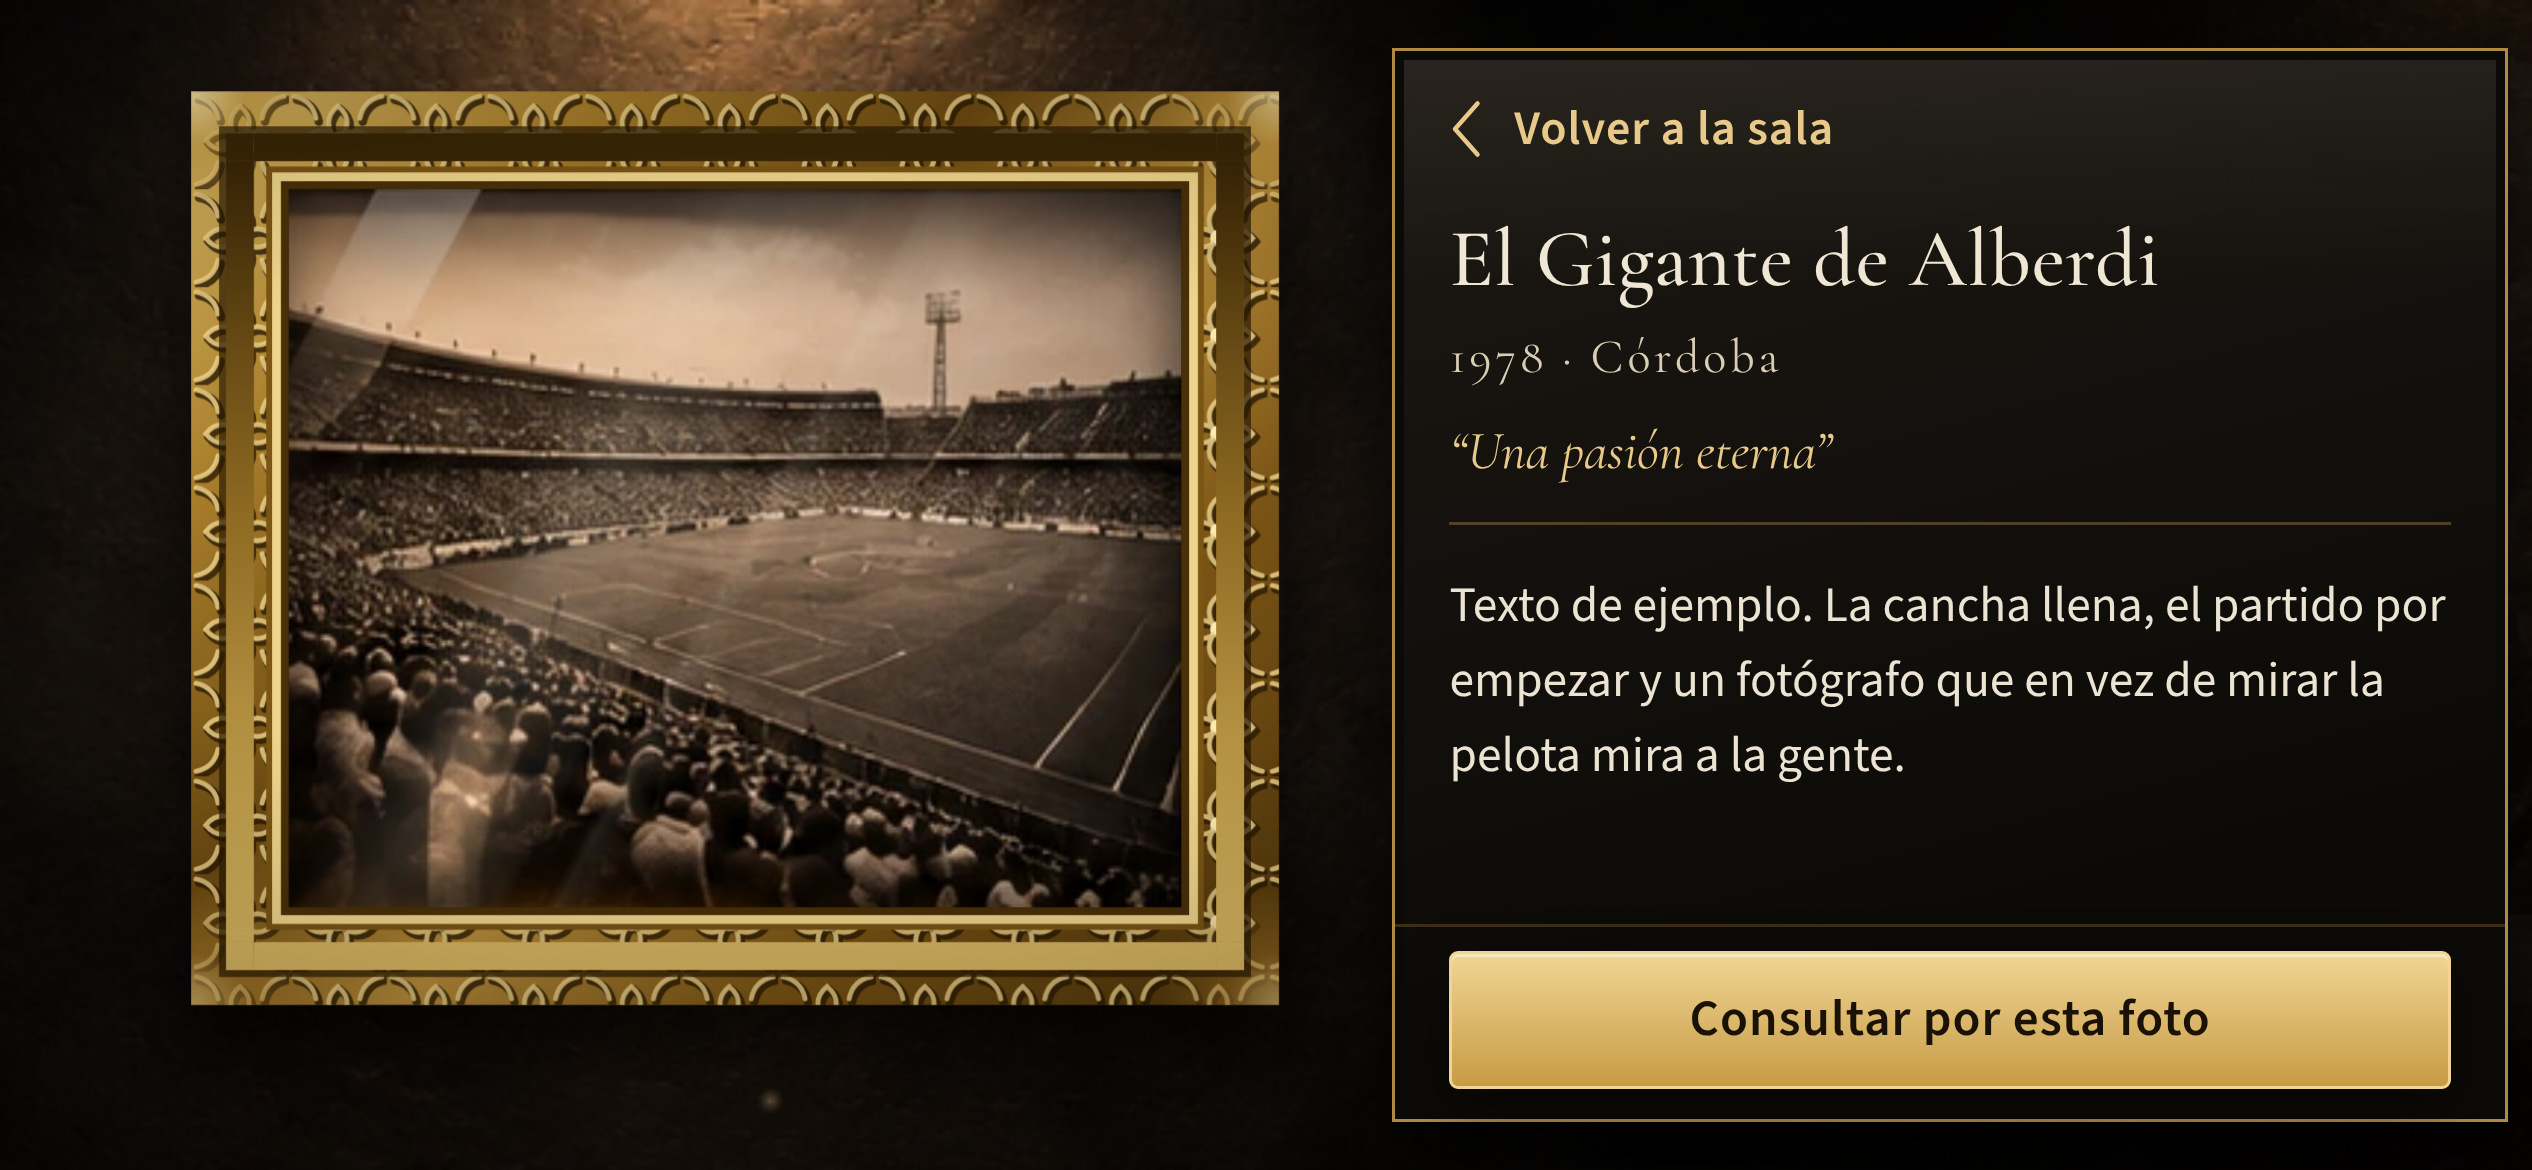 Volver a la sala
El Gigante de Alberdi
1978 · Córdoba
“Una pasión eterna”
Texto de ejemplo. La cancha llena, el partido por
empezar y un fotógrafo que en vez de mirar la
pelota mira a la gente.
Consultar por esta foto